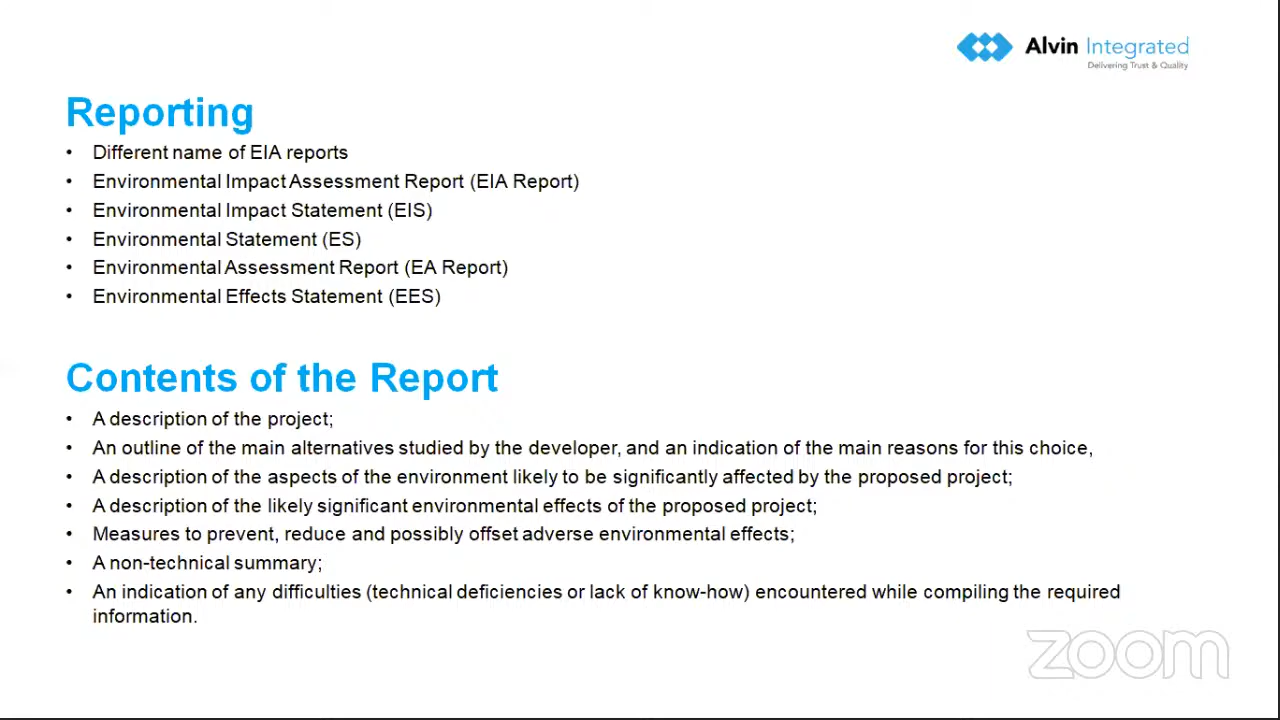 Alvin Integrated
Delivering Trust & Quality
Reporting
• Different name of EIA reports
• Environmental Impact Assessment Report (EIA Report)
• Environmental Impact Statement (EIS)
• Environmental Statement (ES)
• Environmental Assessment Report (EA Report)
• Environmental Effects Statement (EES)
Contents of the Report
• A description of the project;
• An outline of the main alternatives studied by the developer, and an indication of the main reasons for this choice,
• A description of the aspects of the environment likely to be significantly affected by the proposed project;
• A description of the likely significant environmental effects of the proposed project;
• Measures to prevent, reduce and possibly offset adverse environmental effects;
• A non-technical summary;
• An indication of any difficulties (technical deficiencies or lack of know-how) encountered while compiling the required
information.
zoom